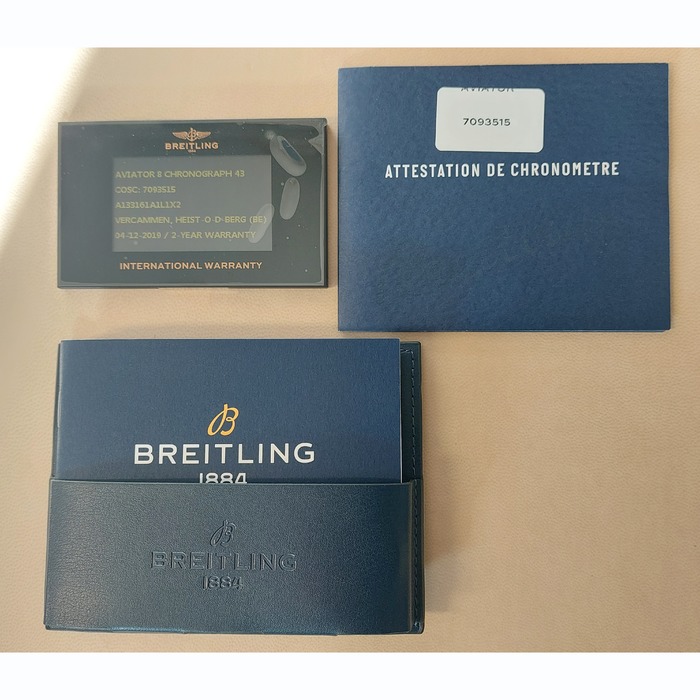 BREITLING
AVIATOR 8 CHRONOGRAPH 43
COSC: 7093515
A133161A1L1X2
VERCAMMEN, HEIST-O-D-BERG (BE)
04-12-2019 / 2-YEAR WARRANTY
INTERNATIONAL WARRANTY
AVIATOR
7093515
ATTESTATION DE CHRONOMETRE
B
BREITLING
1884
B
BREITLING
1884